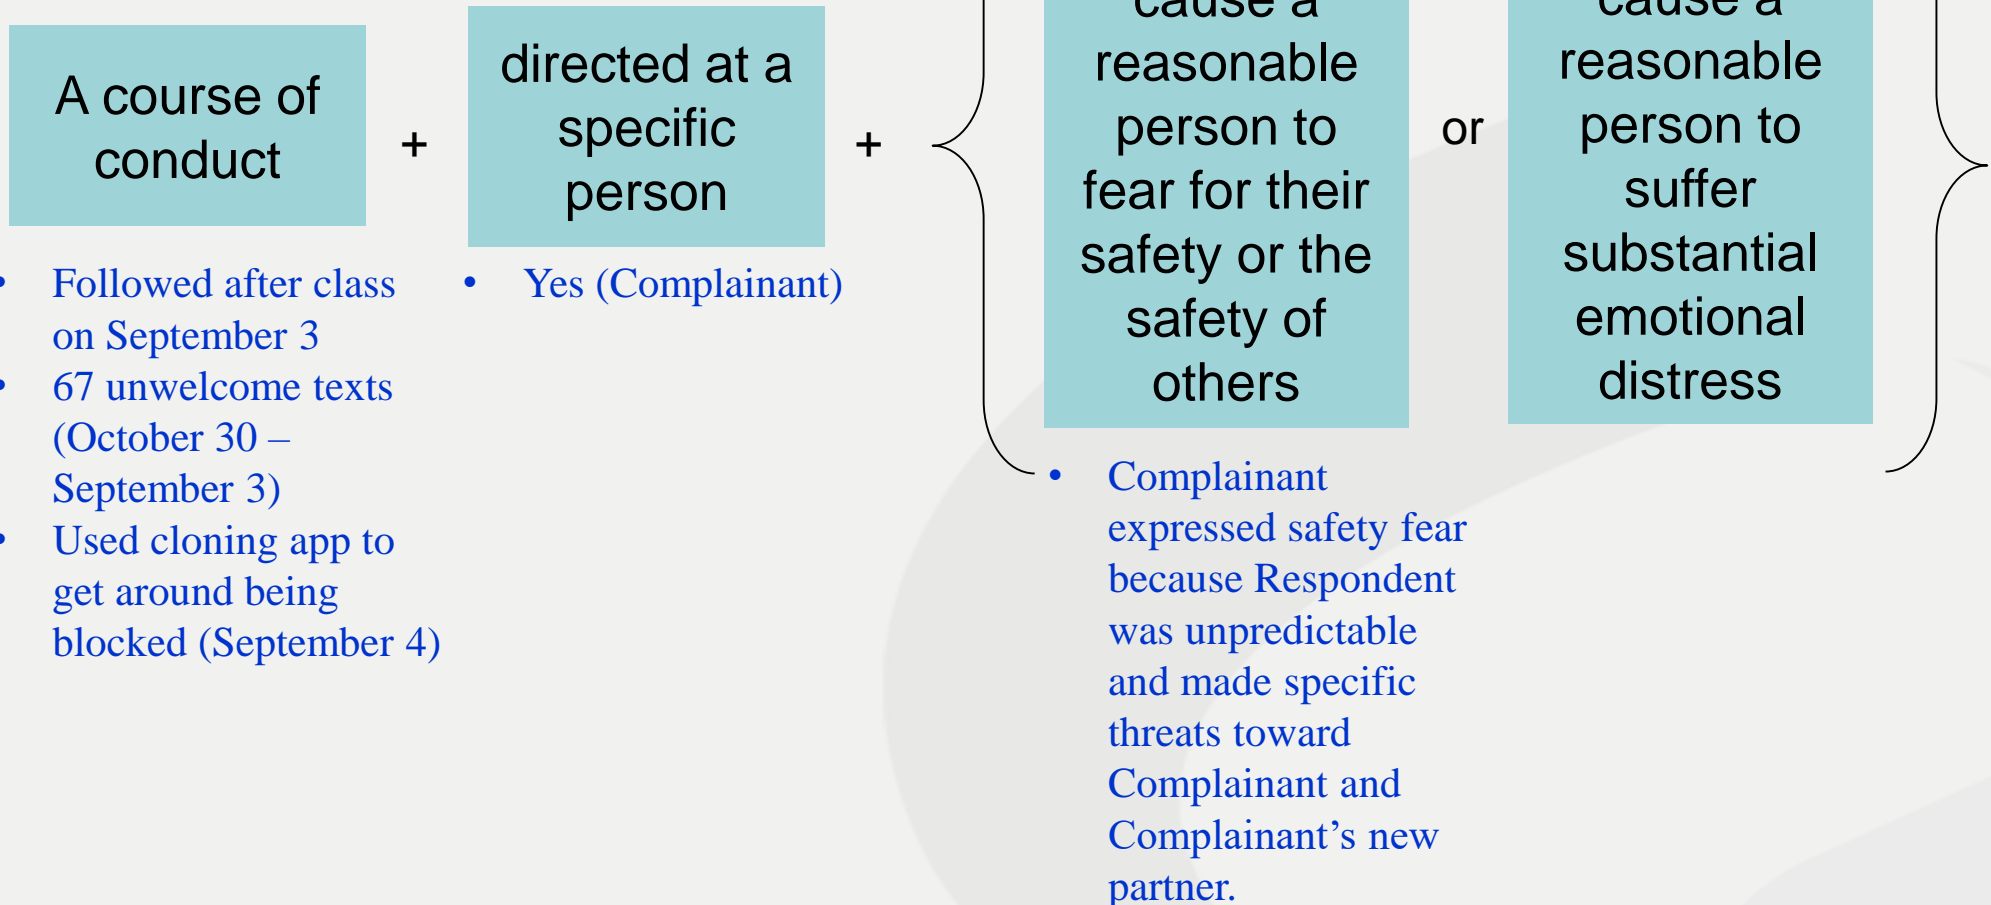 A course of
conduct
+
directed at a
specific
person
+
cause a
reasonable
person to
fear for their
safety or the
safety of
others
or
cause a
reasonable
person to
suffer
substantial
emotional
distress
• Followed after class
on September 3
• 67 unwelcome texts
(October 30 –
September 3)
• Used cloning app to
get around being
blocked (September 4)
• Yes (Complainant)
• Complainant
expressed safety fear
because Respondent
was unpredictable
and made specific
threats toward
Complainant and
Complainant’s new
partner.